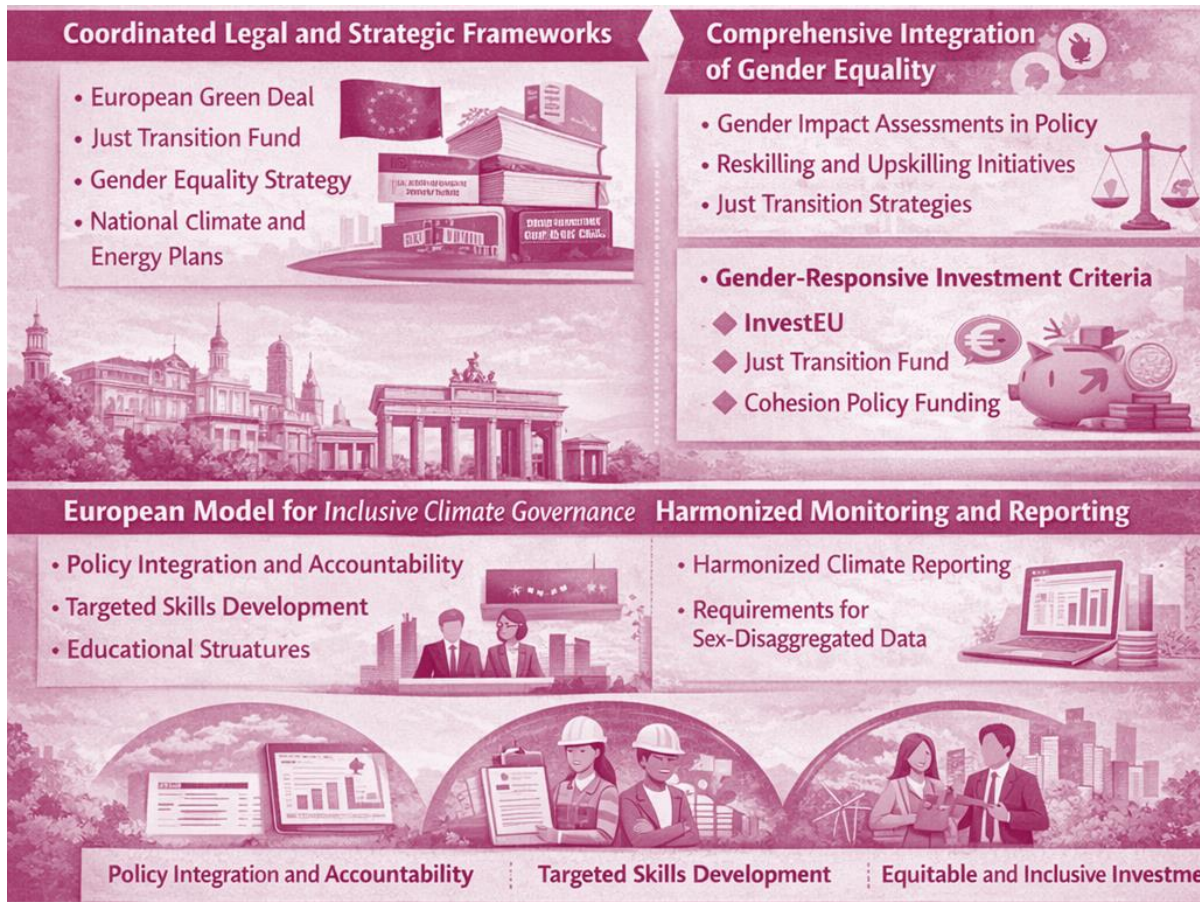 Coordinated Legal and Strategic Frameworks
• European Green Deal
• Just Transition Fund
• Gender Equality Strategy
• National Climate and
Energy Plans
Comprehensive Integration
of Gender Equality
• Gender Impact Assessments in Policy
• Reskilling and Upskilling Initiatives
• Just Transition Strategies
• Gender-Responsive Investment Criteria
◆ InvestEU
◆ Just Transition Fund
◆ Cohesion Policy Funding
€
European Model for Inclusive Climate Governance
• Policy Integration and Accountability
• Targeted Skills Development
• Educational Struatures
Harmonized Monitoring and Reporting
• Harmonized Climate Reporting
• Requirements for
Sex-Disaggregated Data
Policy Integration and Accountability
Targeted Skills Development
Equitable and Inclusive Investme